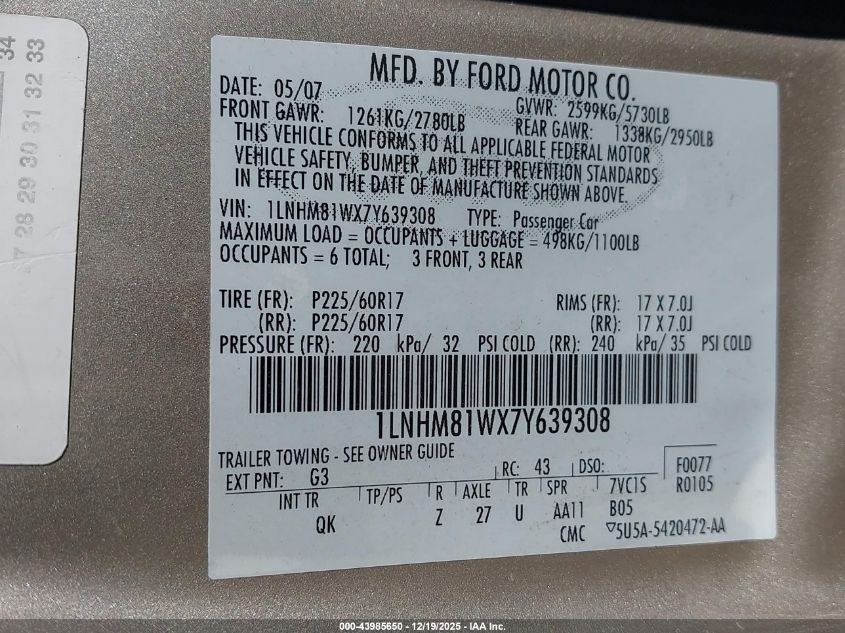 34
28 29 30 31 32 33
MFD. BY FORD MOTOR CO.
DATE: 05/07 GVWR: 2599KG/5730LB
FRONT GAWR: 1261KG/2780LB REAR GAWR: 1338KG/2950LB
THIS VEHICLE CONFORMS TO ALL APPLICABLE FEDERAL MOTOR
VEHICLE SAFETY, BUMPER, AND THEFT PREVENTION STANDARDS
IN EFFECT ON THE DATE OF MANUFACTURE SHOWN ABOVE.
VIN: 1LNHM81WX7Y639308 TYPE: Passenger Car
MAXIMUM LOAD = OCCUPANTS + LUGGAGE = 498KG/1100LB
OCCUPANTS = 6 TOTAL; 3 FRONT, 3 REAR
TIRE (FR): P225/60R17 RIMS (FR): 17 X 7.0J
(RR): P225/60R17 (RR): 17 X 7.0J
PRESSURE (FR): 220 kPa/ 32 PSI COLD (RR): 240 kPa/ 35 PSI COLD
1LNHM81WX7Y639308
TRAILER TOWING - SEE OWNER GUIDE
EXT PNT: G3 RC: 43 DSO: F0077
INT TR TP/PS R AXLE TR SPR 7VC1S R0105
QK Z 27 U AA11 B05
CMC ▽5U5A-5420472-AA
000-43985650 - 12/19/2025 - IAA Inc.